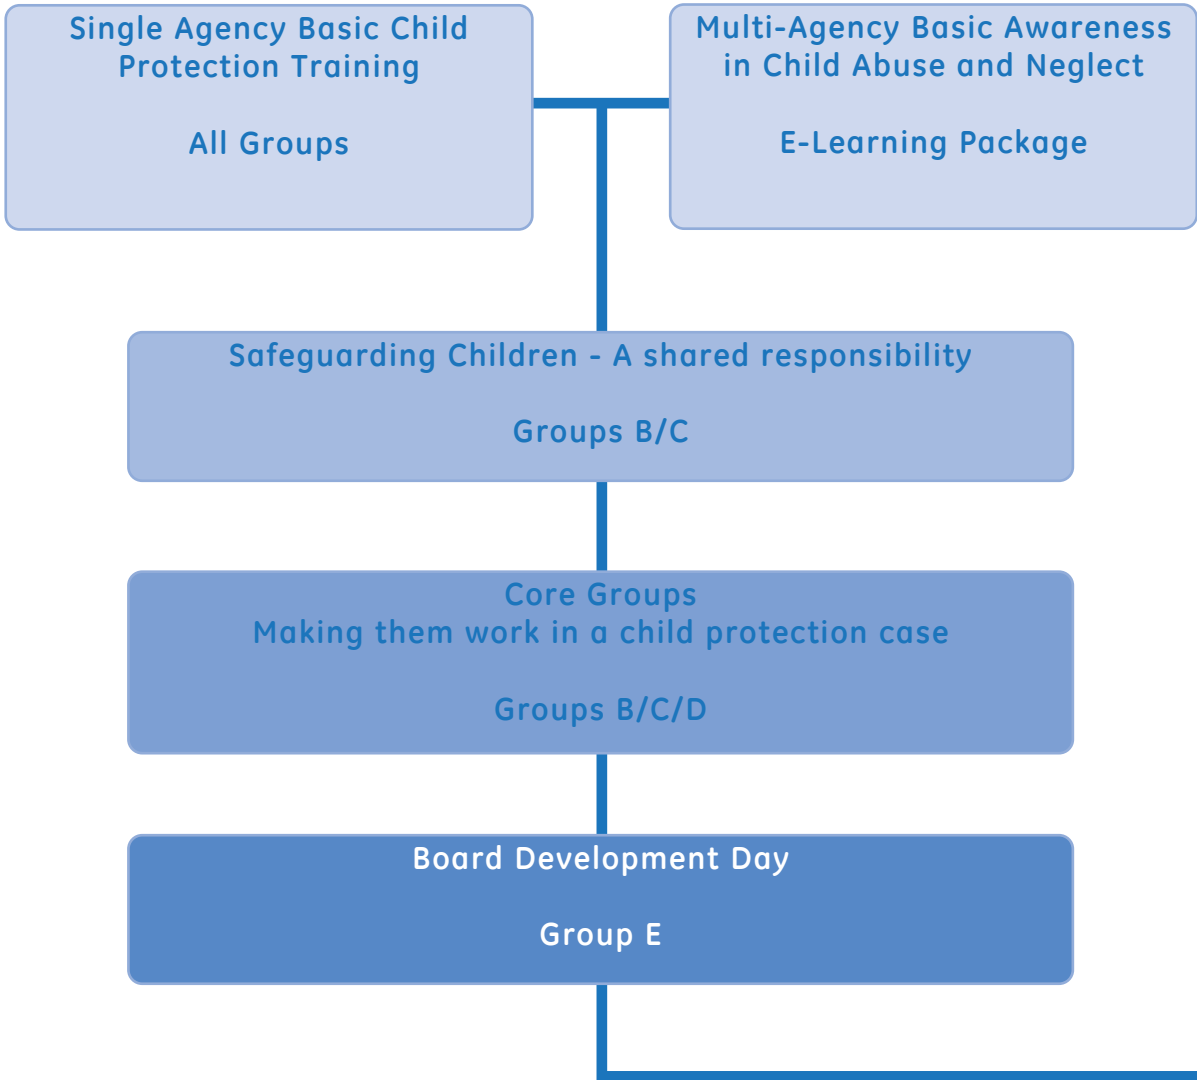 Single Agency Basic Child
Protection Training
All Groups
Multi-Agency Basic Awareness
in Child Abuse and Neglect
E-Learning Package
Safeguarding Children - A shared responsibility
Groups B/C
Core Groups
Making them work in a child protection case
Groups B/C/D
Board Development Day
Group E